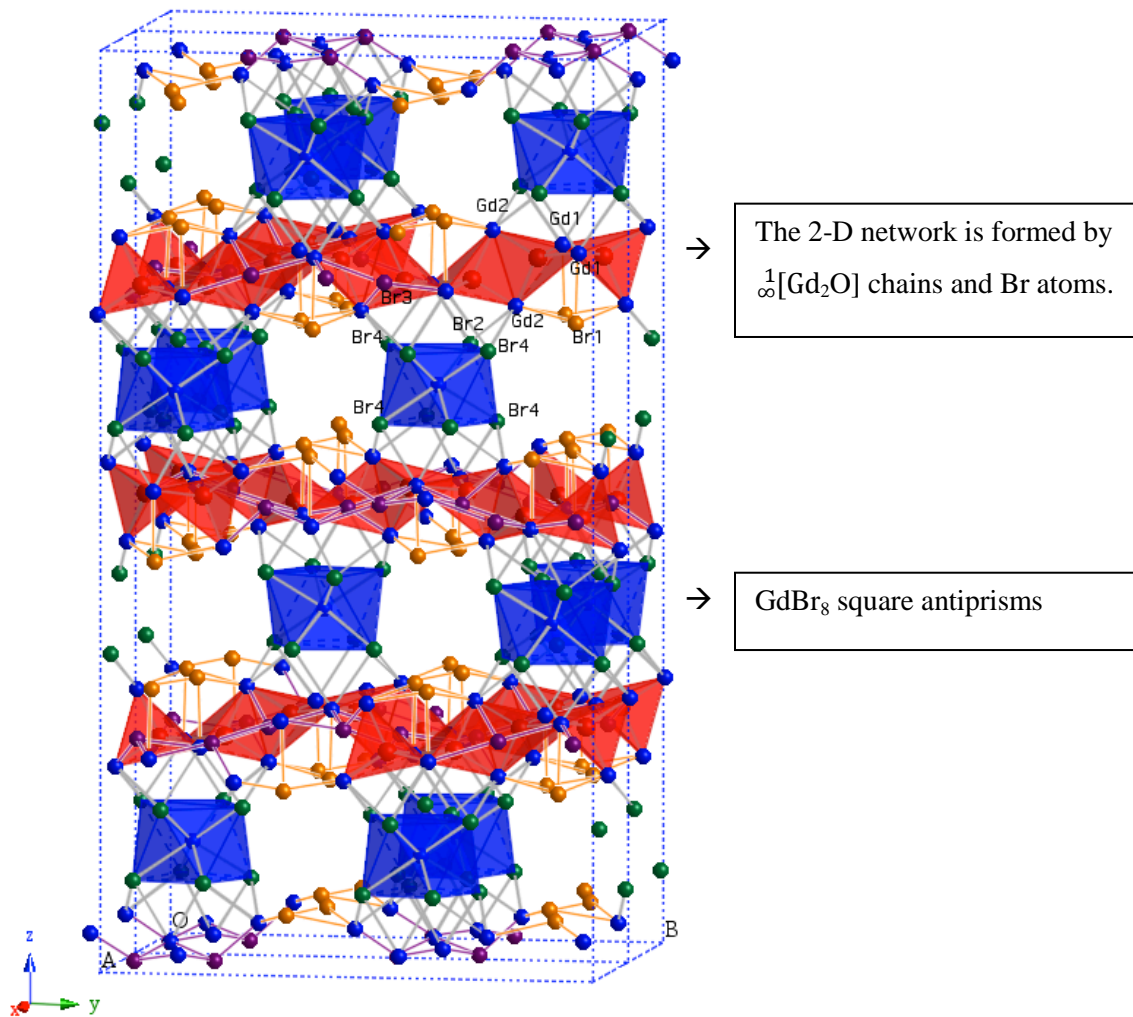 Gd2
Gd1
→
The 2-D network is formed by
¹∞[Gd₂O] chains and Br atoms.
Gd1
Br3
Br2
Gd2
Br4
Br4
Br1
Br4
Br4
→
GdBr₈ square antiprisms
O
B
A
z
x
y